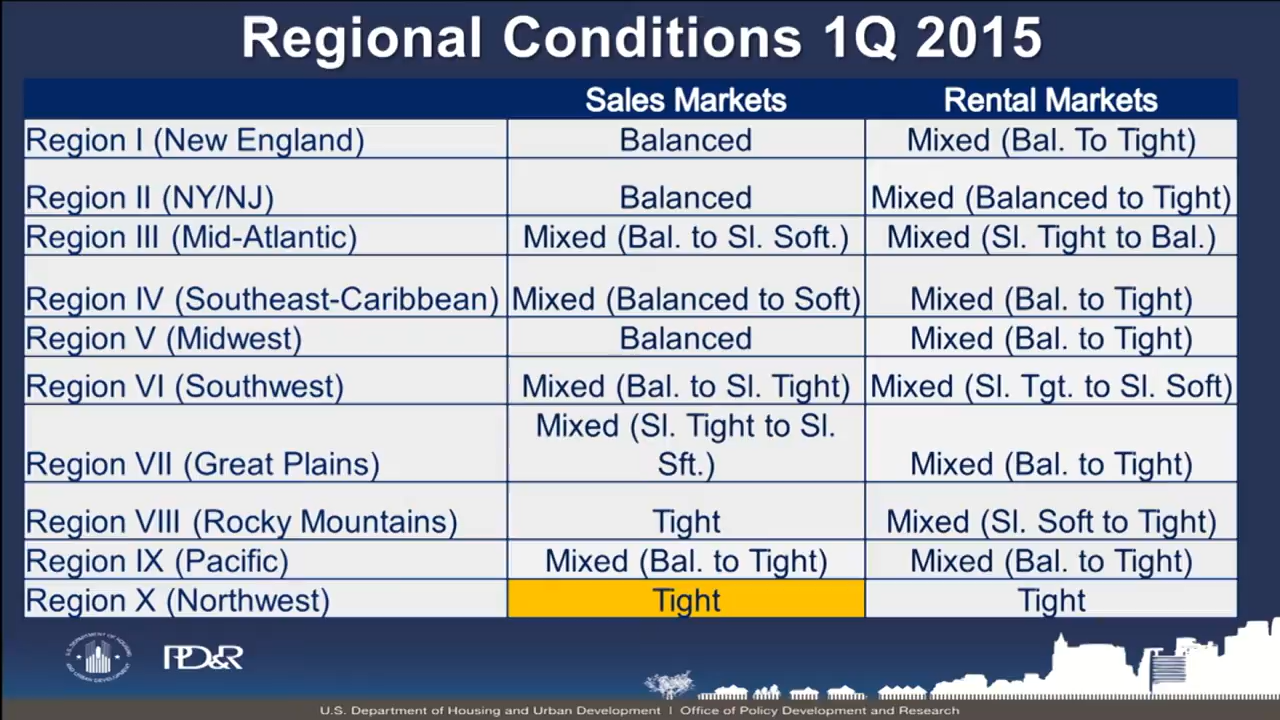 Regional Conditions 1Q 2015
Sales Markets Rental Markets
Region I (New England) Balanced Mixed (Bal. To Tight)
Region II (NY/NJ) Balanced Mixed (Balanced to Tight)
Region III (Mid-Atlantic) Mixed (Bal. to Sl. Soft.) Mixed (Sl. Tight to Bal.)
Region IV (Southeast-Caribbean) Mixed (Balanced to Soft) Mixed (Bal. to Tight)
Region V (Midwest) Balanced Mixed (Bal. to Tight)
Region VI (Southwest) Mixed (Bal. to Sl. Tight) Mixed (Sl. Tgt. to Sl. Soft)
Mixed (Sl. Tight to Sl.
Region VII (Great Plains) Sft.) Mixed (Bal. to Tight)
Region VIII (Rocky Mountains) Tight Mixed (Sl. Soft to Tight)
Region IX (Pacific) Mixed (Bal. to Tight) Mixed (Bal. to Tight)
Region X (Northwest) Tight Tight
U.S. DEPARTMENT OF HOUSING
AND URBAN DEVELOPMENT
PD&R
U.S. Department of Housing and Urban Development | Office of Policy Development and Research